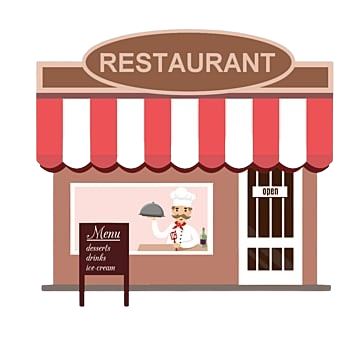 RESTAURANT
open
Menu
desserts
drinks
ice-cream